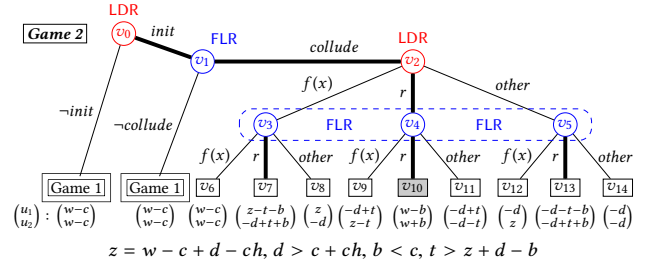 LDR
Game 2
v0 init FLR
v1 collude LDR
v2
¬init ¬collude f(x) r other
v3 FLR v4 FLR v5
f(x) r other f(x) r other f(x) r other
Game 1 Game 1 v6 v7 v8 v9 v10 v11 v12 v13 v14
(u1 u2) : (w−c w−c) (w−c w−c) (w−c w−c) (z−t−b −d+t+b) (z −d) (−d+t z−t) (w−b w+b) (−d+t −d−t) (−d z) (−d−t−b −d+t+b) (−d −d)
z = w − c + d − ch, d > c + ch, b < c, t > z + d − b